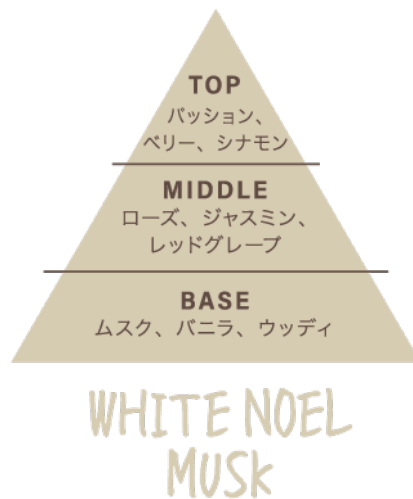 TOP
パッション、
ベリー、シナモン
MIDDLE
ローズ、ジャスミン、
レッドグレープ
BASE
ムスク、バニラ、ウッディ
WHITE NOEL
MUSk